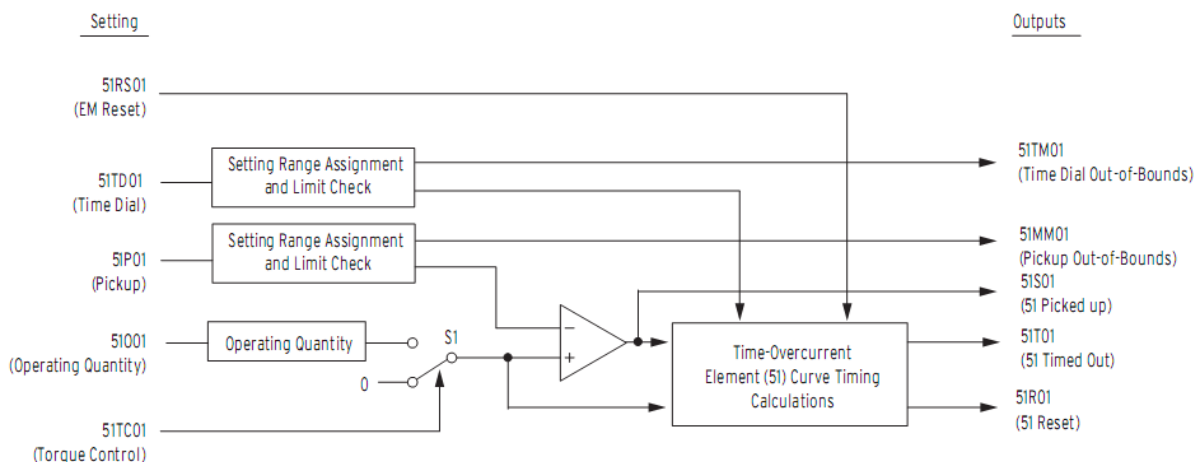 Setting
Outputs
51RS01
(EM Reset)
51TD01
(Time Dial)
Setting Range Assignment
and Limit Check
51TM01
(Time Dial Out-of-Bounds)
51P01
(Pickup)
Setting Range Assignment
and Limit Check
51MM01
(Pickup Out-of-Bounds)
51S01
(51 Picked up)
51O01
(Operating Quantity)
Operating Quantity
S1
0
−
+
Time-Overcurrent
Element (51) Curve Timing
Calculations
51T01
(51 Timed Out)
51R01
(51 Reset)
51TC01
(Torque Control)